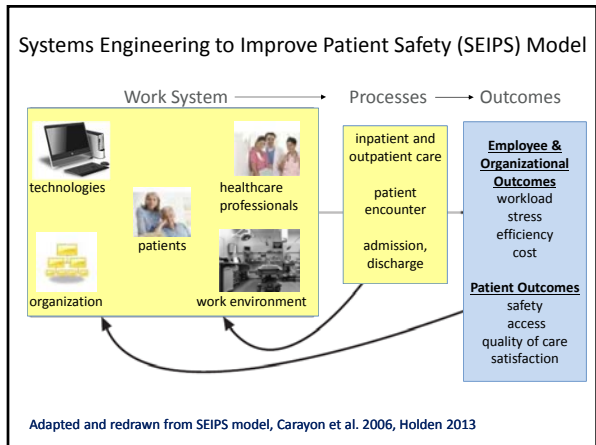 Systems Engineering to Improve Patient Safety (SEIPS) Model
Work System
Processes
Outcomes
technologies
healthcare
professionals
patients
organization
work environment
inpatient and
outpatient care
patient
encounter
admission,
discharge
Employee &
Organizational
Outcomes
workload
stress
efficiency
cost
Patient Outcomes
safety
access
quality of care
satisfaction
Adapted and redrawn from SEIPS model, Carayon et al. 2006, Holden 2013